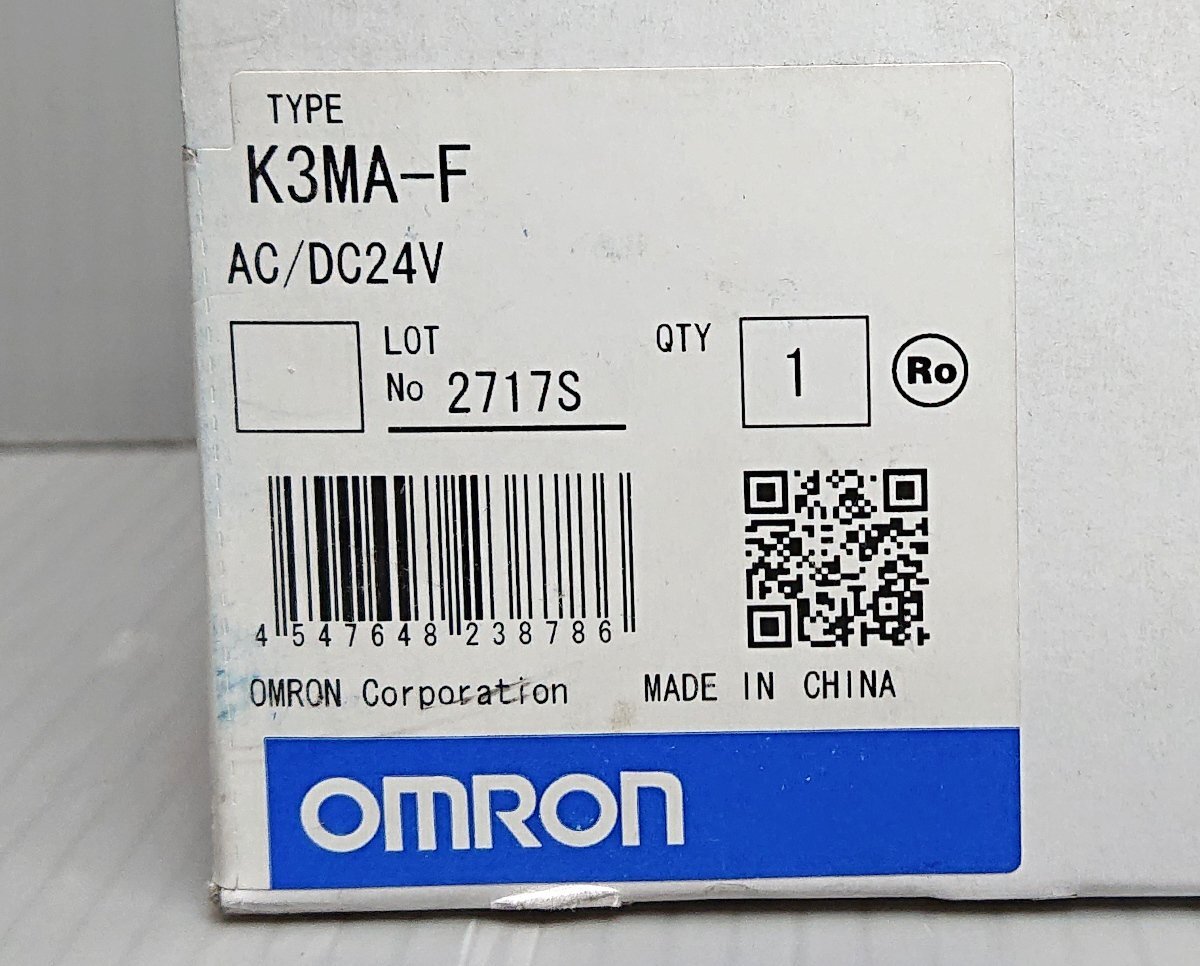 TYPE
K3MA-F
AC/DC24V
LOT
No 2717S
QTY
1
Ro
4 547648 238786
OMRON Corporation
MADE IN CHINA
OMRON